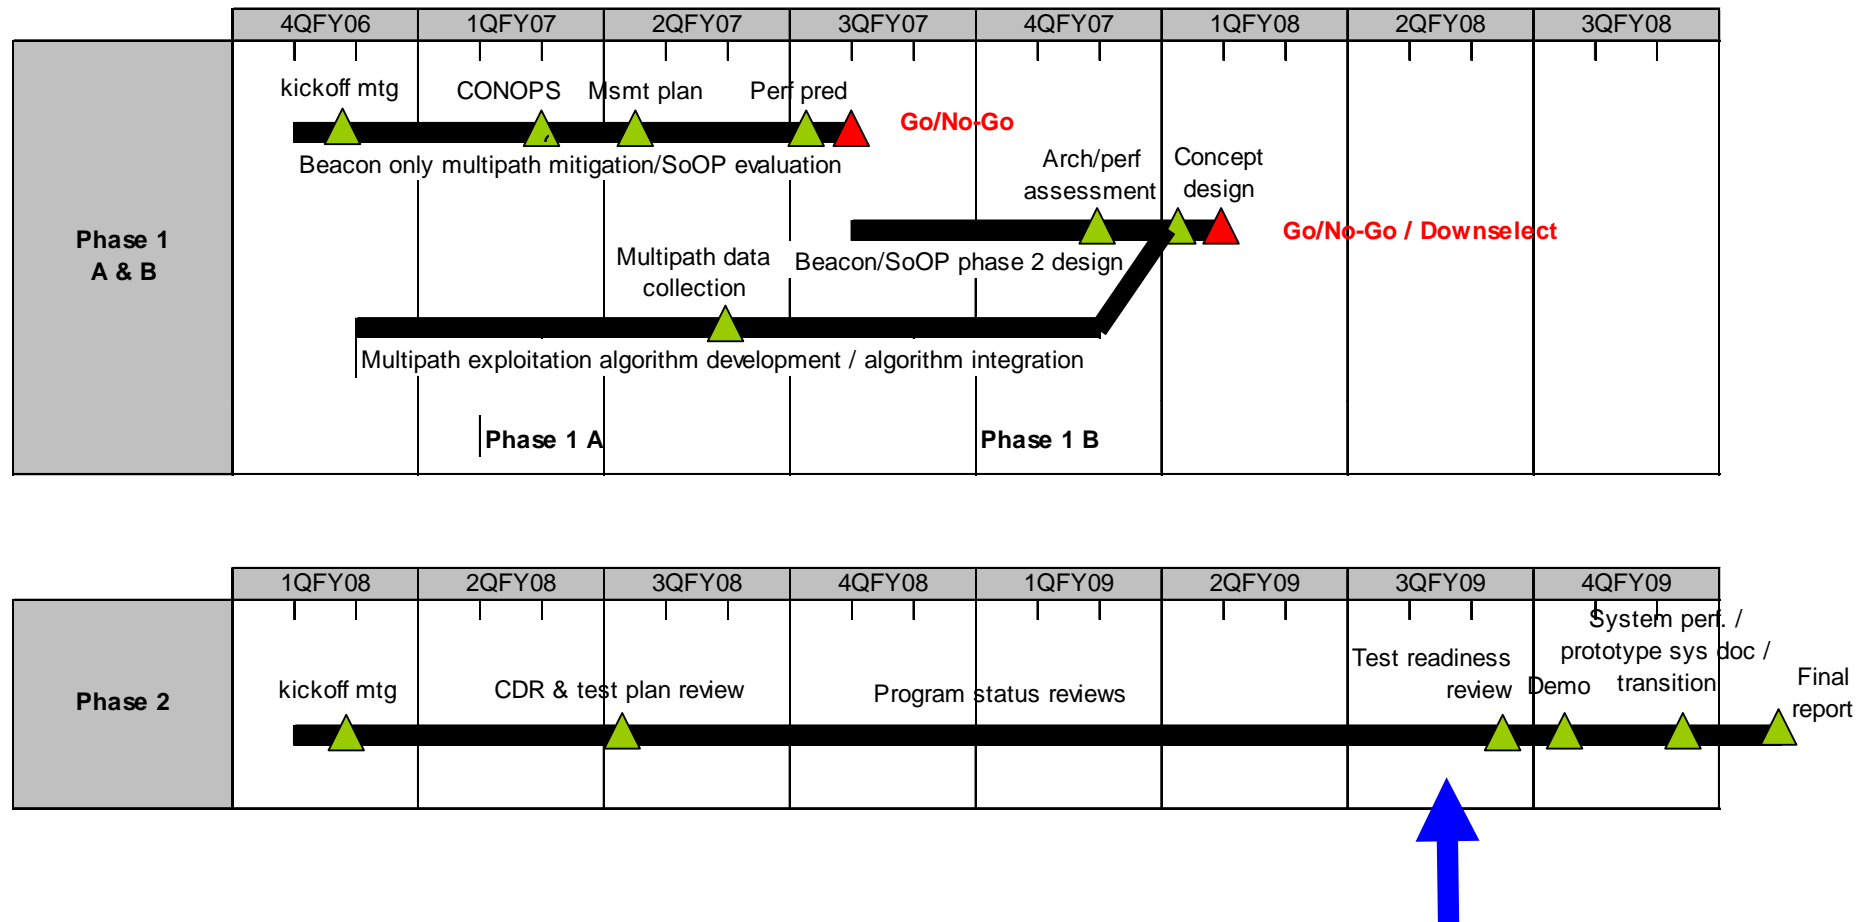 4QFY06 1QFY07 2QFY07 3QFY07 4QFY07 1QFY08 2QFY08 3QFY08
Phase 1
A & B
kickoff mtg CONOPS Msmt plan Perf pred
Go/No-Go
Beacon only multipath mitigation/SoOP evaluation
Arch/perf
assessment
Concept
design
Go/No-Go / Downselect
Multipath data
collection
Beacon/SoOP phase 2 design
Multipath exploitation algorithm development / algorithm integration
Phase 1 A
Phase 1 B
1QFY08 2QFY08 3QFY08 4QFY08 1QFY09 2QFY09 3QFY09 4QFY09
Phase 2
kickoff mtg
CDR & test plan review
Program status reviews
Test readiness
review
Demo
System perf. /
prototype sys doc /
transition
Final
report